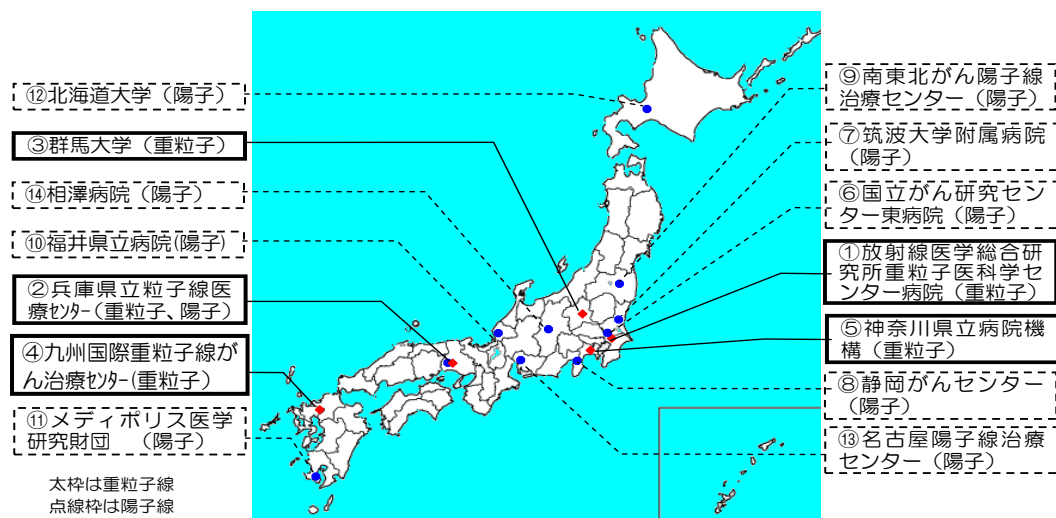 ⑫北海道大学（陽子）
③群馬大学（重粒子）
⑭相澤病院（陽子）
⑩福井県立病院(陽子)
②兵庫県立粒子線医
療センター(重粒子、陽子)
④九州国際重粒子線が
ん治療センター(重粒子)
⑪メディポリス医学
研究財団　（陽子）
太枠は重粒子線
点線枠は陽子線
⑨南東北がん陽子線
治療センター（陽子）
⑦筑波大学附属病院
（陽子）
⑥国立がん研究セン
ター東病院（陽子）
①放射線医学総合研
究所重粒子医科学セ
ンター病院（重粒子）
⑤神奈川県立病院機
構（重粒子）
⑧静岡がんセンター
（陽子）
⑬名古屋陽子線治療
センター（陽子）